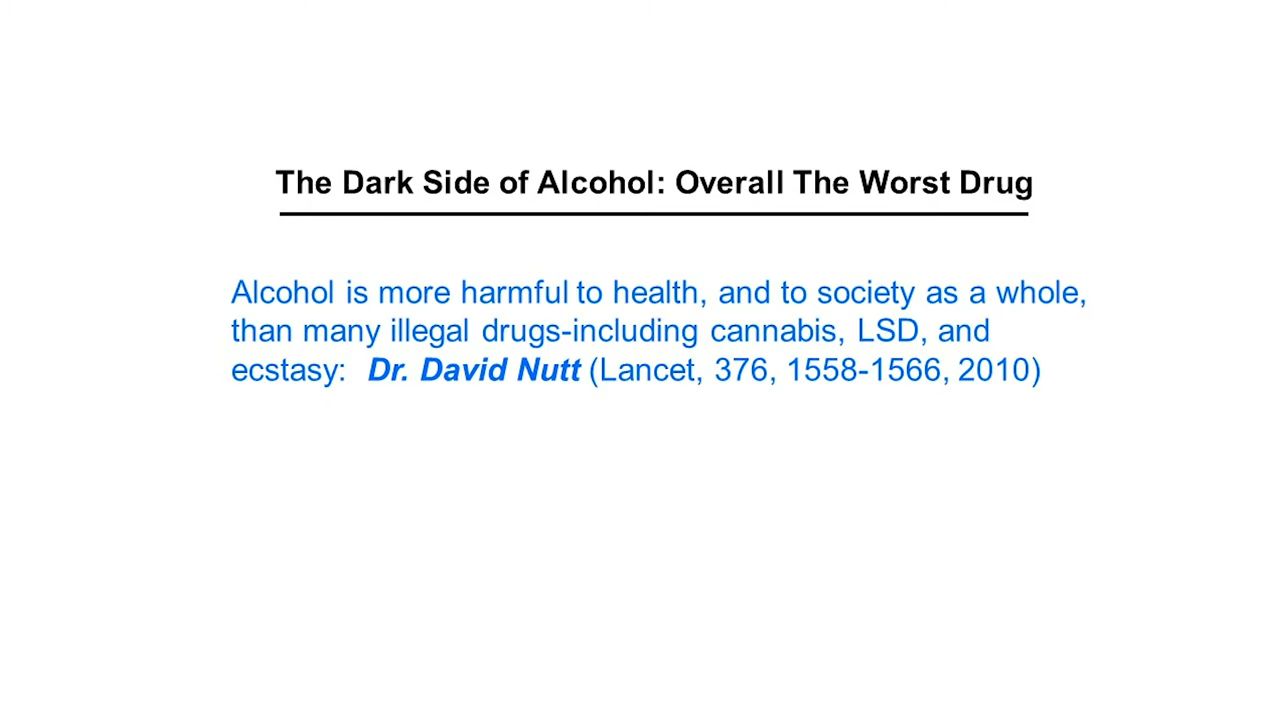 The Dark Side of Alcohol: Overall The Worst Drug
Alcohol is more harmful to health, and to society as a whole,
than many illegal drugs-including cannabis, LSD, and
ecstasy: Dr. David Nutt (Lancet, 376, 1558-1566, 2010)